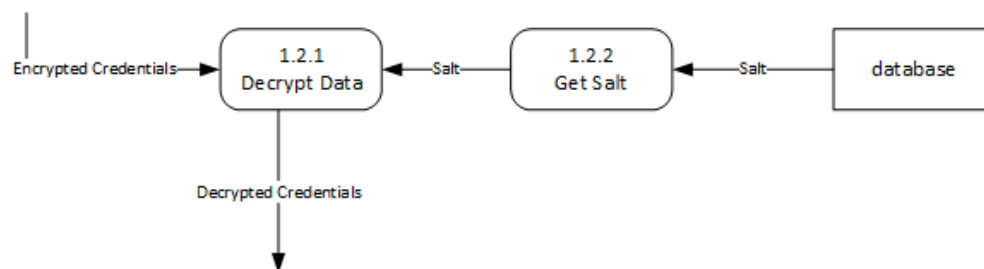 1.2.1
Decrypt Data
1.2.2
Get Salt
database
Encrypted Credentials
Salt
Salt
Decrypted Credentials